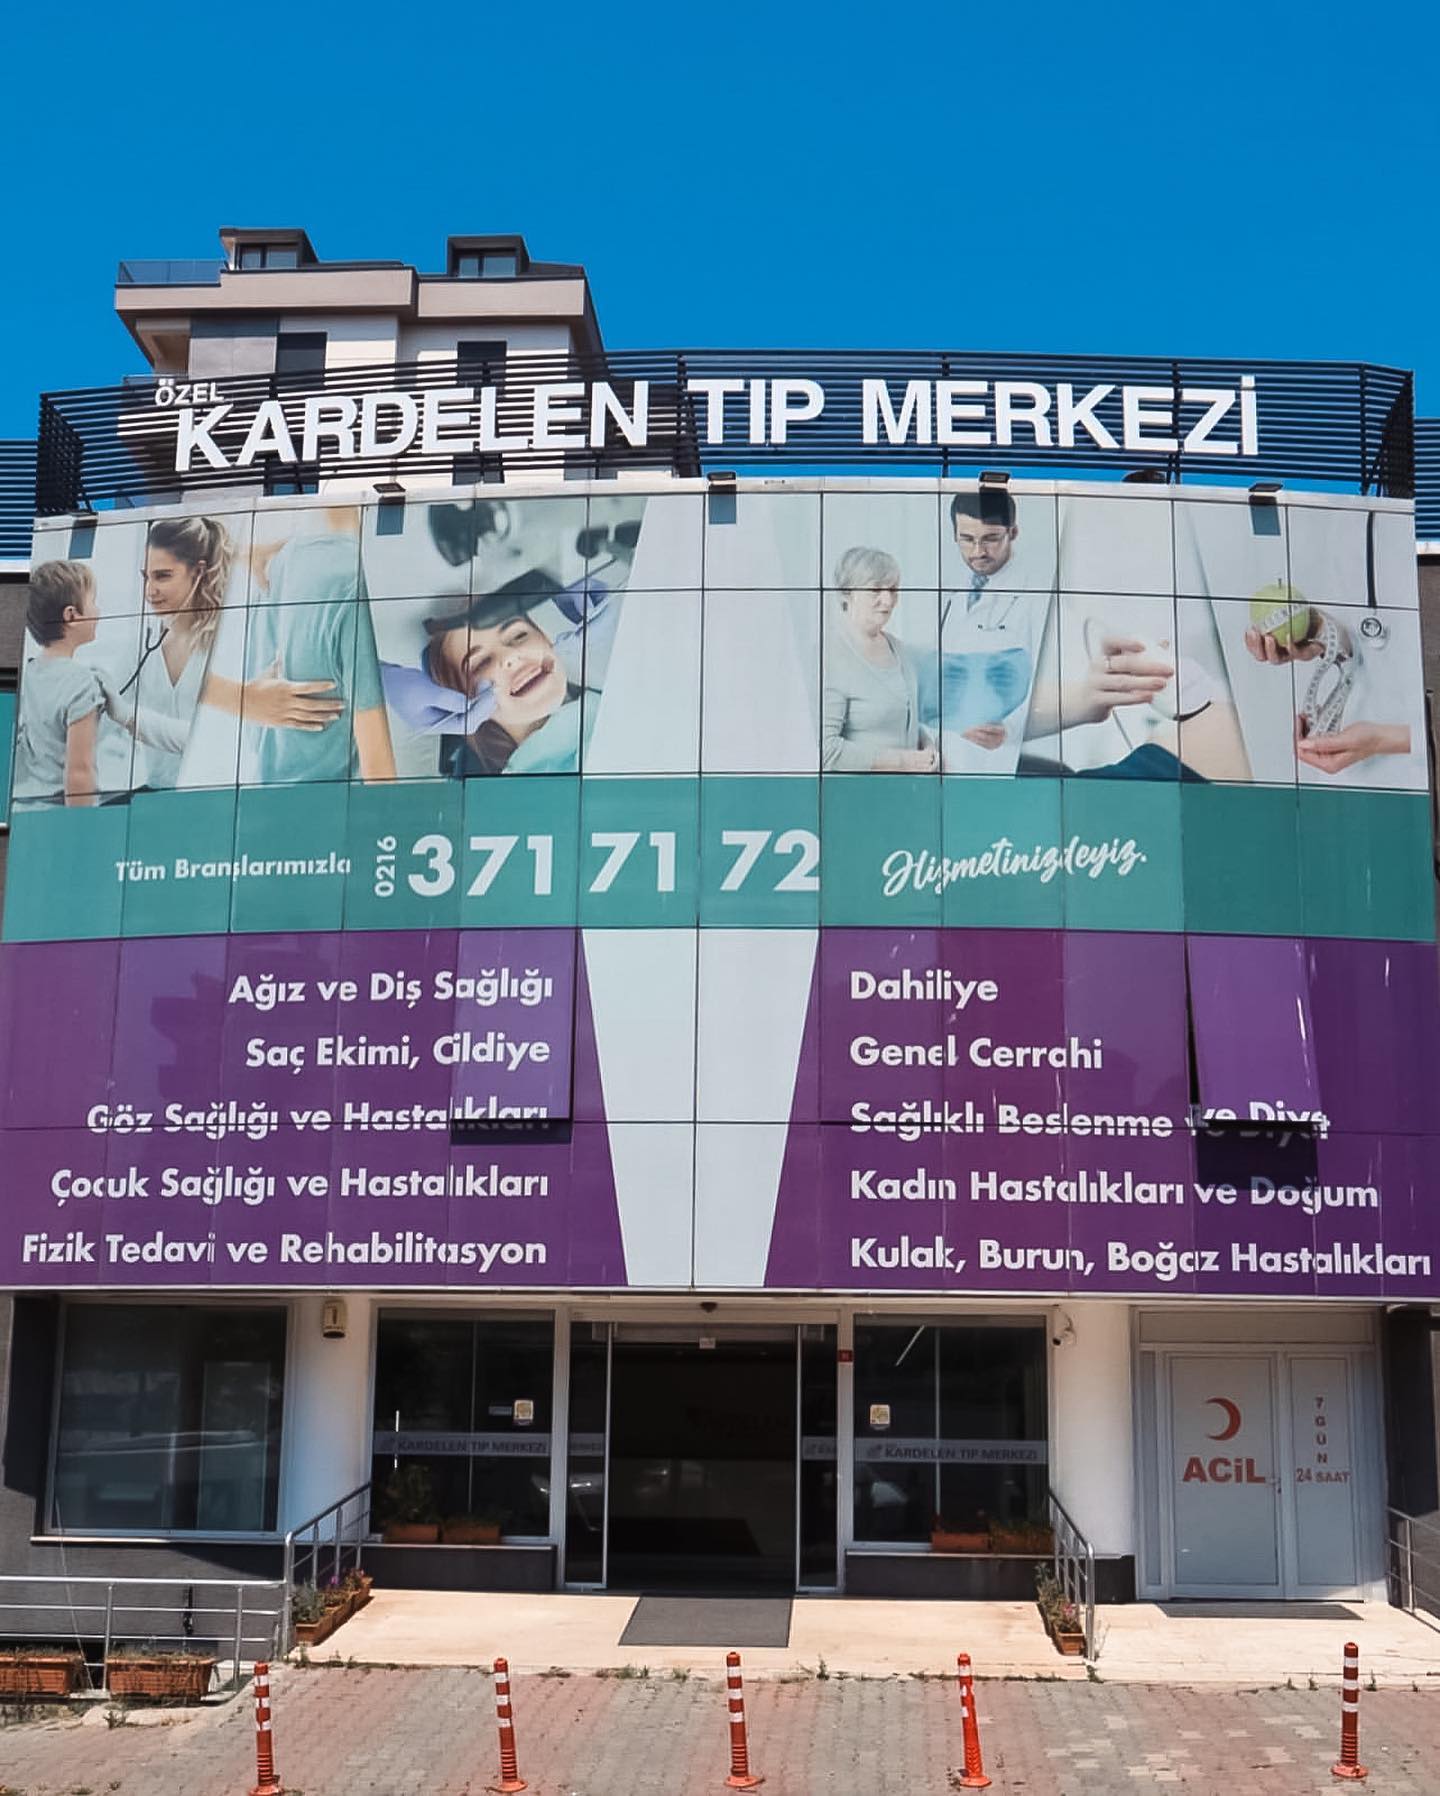 ÖZEL
KARDELEN TIP MERKEZİ
Tüm Branşlarımızla 0216 371 71 72 Hizmetinizdeyiz.
Ağız ve Diş Sağlığı
Saç Ekimi, Cildiye
Göz Sağlığı ve Hastalıkları
Çocuk Sağlığı ve Hastalıkları
Fizik Tedavi ve Rehabilitasyon
Dahiliye
Genel Cerrahi
Sağlıklı Beslenme ve Diyet
Kadın Hastalıkları ve Doğum
Kulak, Burun, Boğaz Hastalıkları
KARDELEN TIP MERKEZİ
KARDELEN TIP MERKEZİ
ACİL
7
GÜN
24 SAAT